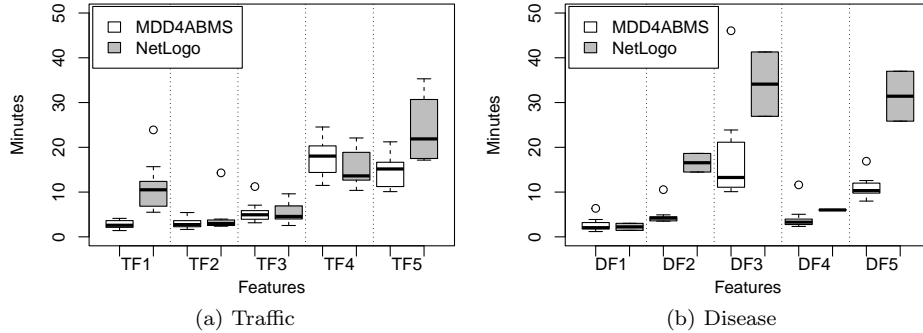 50
40
30
20
10
0
Minutes
MDD4ABMS
NetLogo
TF1 TF2 TF3 TF4 TF5
Features
(a) Traffic
50
40
30
20
10
0
Minutes
MDD4ABMS
NetLogo
DF1 DF2 DF3 DF4 DF5
Features
(b) Disease